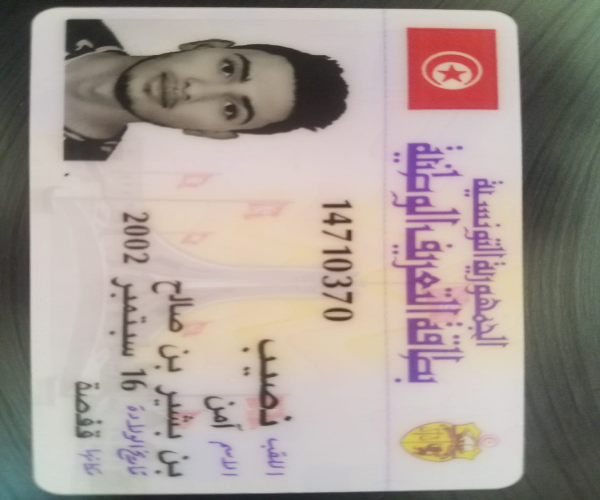 الجمهورية التونسية
بطاقة التعريف الوطنية
14710370
اللقب نصيب
الاسم آمن
بن بشير بن صالح
تاريخ الولادة 16 سبتمبر 2002
مكانها قفصة